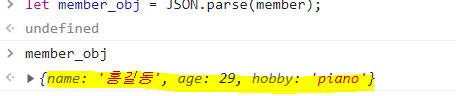 > let member_obj = JSON.parse(member);
< undefined
> member_obj
< ▶ {name: '홍길동', age: 29, hobby: 'piano'}